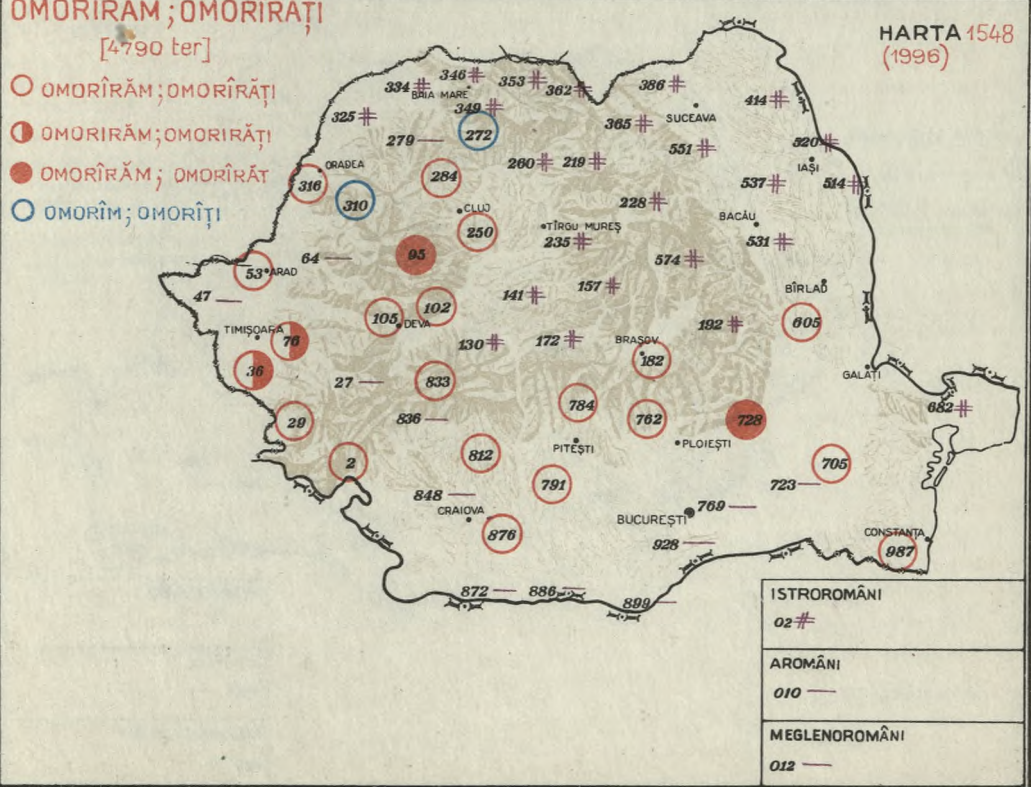 OMORIRĂM; OMORIRĂȚI
[4790 ter]
OMORÎRĂM; OMORÎRĂȚI
OMORIRĂM; OMORIRĂȚI
OMORÎRĂM; OMORÎRĂT
OMORÎM; OMORÎȚI
HARTA 1548
(1996)
334 346 353 362 386
BAIA MARE
325 349 414
SUCEAVA
279 272 365
551 520
IAȘI
ORADEA
260 219
316 284 537 514
310 228
CLUJ
BACĂU
250 TÎRGU MUREȘ
235 531
64 95 574
53 ARAD
BÎRLAD
47 141 157
105 102 605
DEVA
TIMIȘOARA 192
76 130 172 BRAȘOV
182
36 27 833 GALAȚI
784 682
29 836 762 728
PITEȘTI PLOIEȘTI
2 812 705
791 723
848
CRAIOVA 769
BUCUREȘTI
876 928 CONSTANȚA
987
872 886 899
ISTROROMÂNI
02
AROMÂNI
010
MEGLENOROMÂNI
012